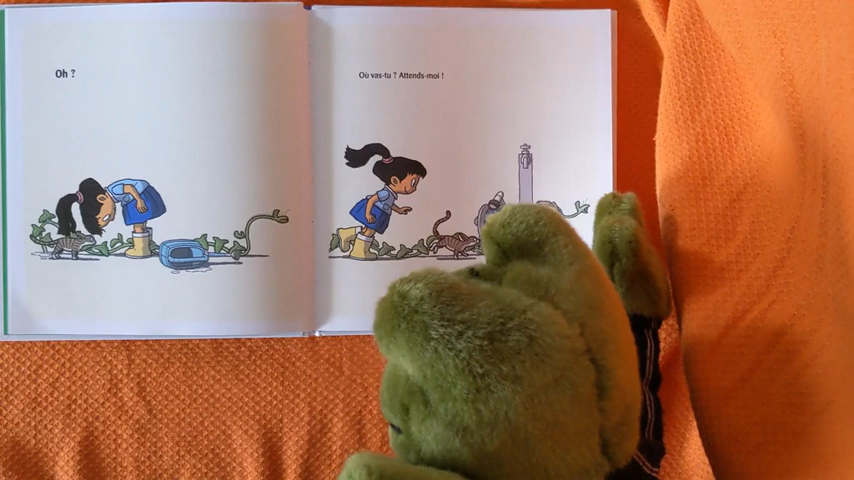 Oh ?
Où vas-tu ? Attends-moi !